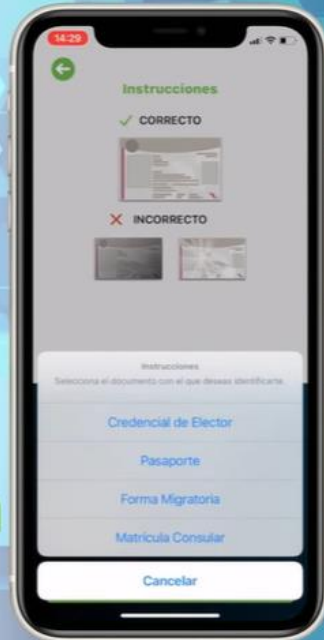 14:29
Instrucciones
CORRECTO
INCORRECTO
Instrucciones
Selecciona el documento con el que deseas identificarte.
Credencial de Elector
Pasaporte
Forma Migratoria
Matrícula Consular
Cancelar